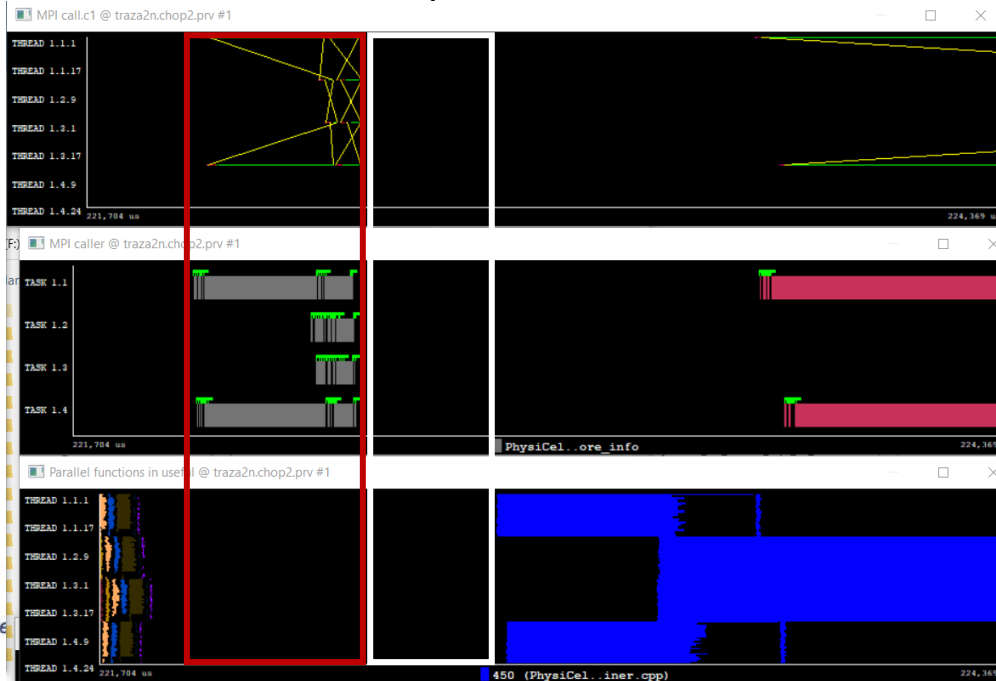 MPI call.c1 @ traza2n.chop2.prv #1
THREAD 1.1.1
THREAD 1.1.17
THREAD 1.2.9
THREAD 1.3.1
THREAD 1.3.17
THREAD 1.4.9
THREAD 1.4.24
221,704 us
224,369 u
(F:)
MPI caller @ traza2n.chop2.prv #1
TASK 1.1
TASK 1.2
TASK 1.3
TASK 1.4
221,704 us
224,369
PhysiCel..ore_info
Parallel functions in useful @ traza2n.chop2.prv #1
THREAD 1.1.1
THREAD 1.1.17
THREAD 1.2.9
THREAD 1.3.1
THREAD 1.3.17
THREAD 1.4.9
THREAD 1.4.24
221,704 us
224,369
450 (PhysiCel..iner.cpp)